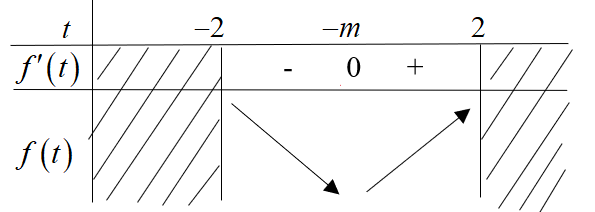 t –2 –m 2
f′(t) - 0 +
f(t)